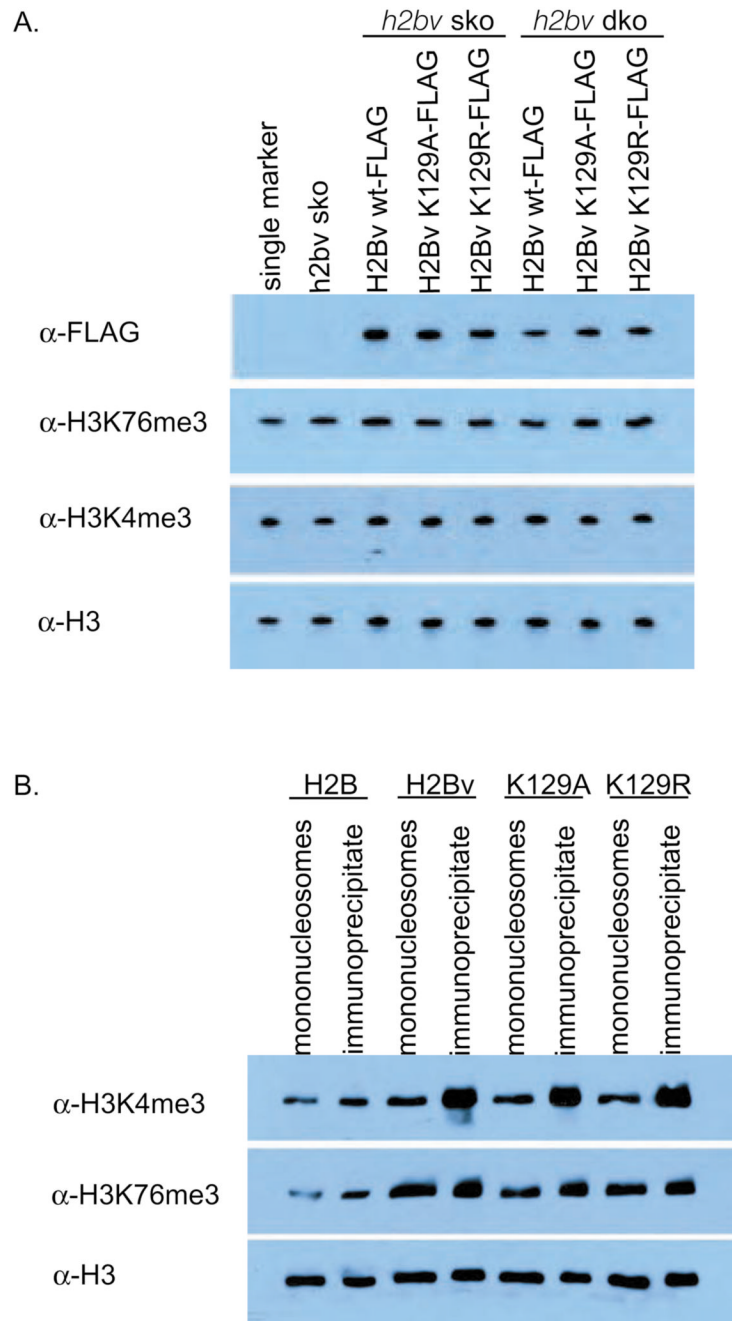 A.
h2bv sko
h2bv dko
single marker
h2bv sko
H2Bv wt-FLAG
H2Bv K129A-FLAG
H2Bv K129R-FLAG
H2Bv wt-FLAG
H2Bv K129A-FLAG
H2Bv K129R-FLAG
α-FLAG
α-H3K76me3
α-H3K4me3
α-H3
B.
H2B
H2Bv
K129A
K129R
mononucleosomes
immunoprecipitate
mononucleosomes
immunoprecipitate
mononucleosomes
immunoprecipitate
mononucleosomes
immunoprecipitate
α-H3K4me3
α-H3K76me3
α-H3